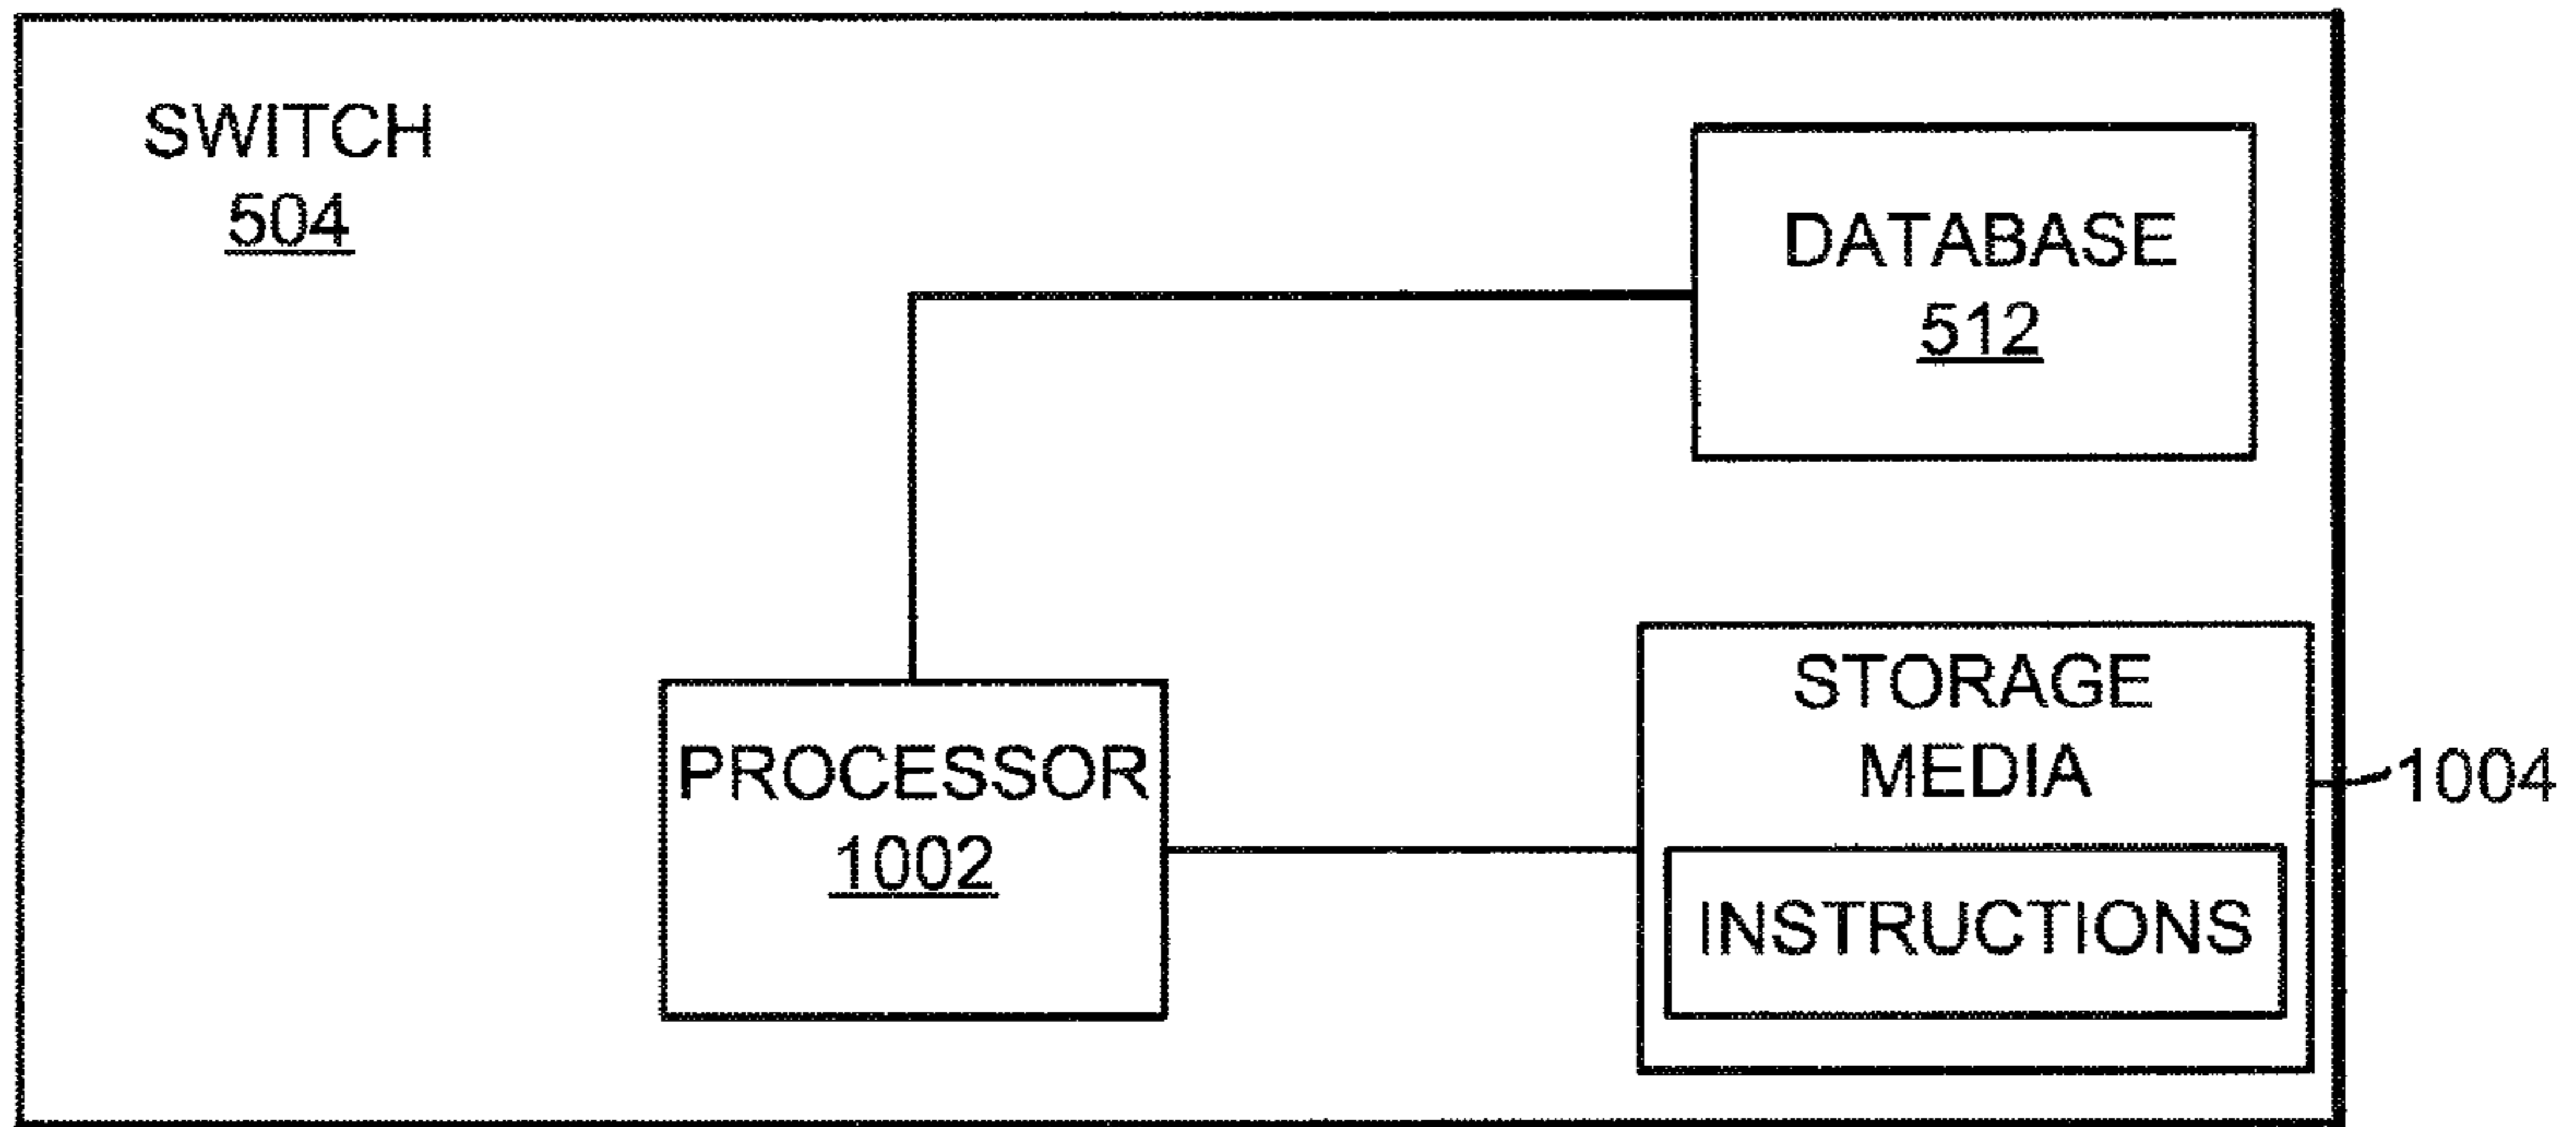 SWITCH
504
DATABASE
512
PROCESSOR
1002
STORAGE
MEDIA
1004
INSTRUCTIONS